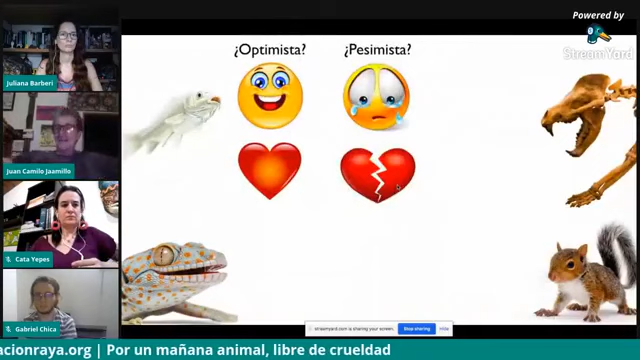 Powered by
StreamYard
¿Optimista? ¿Pesimista?
Juliana Barberi
Juan Camilo Jaamillo
Cata Yepes
Gabriel Chica
streamyard.com is sharing your screen.
Stop sharing
Hide
acionraya.org | Por un mañana animal, libre de crueldad